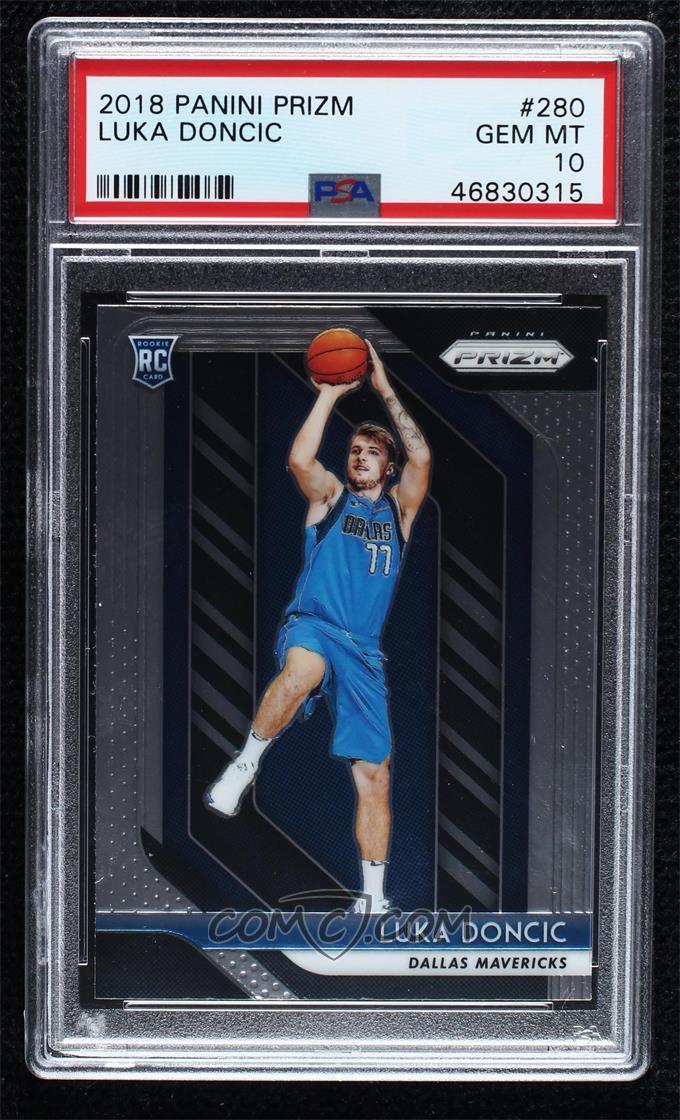 2018 PANINI PRIZM #280
LUKA DONCIC GEM MT
10
PSA 46830315
ROOKIE
RC
CARD
PANINI
PRIZM
DALLAS
77
COMC.COM
LUKA DONCIC
DALLAS MAVERICKS